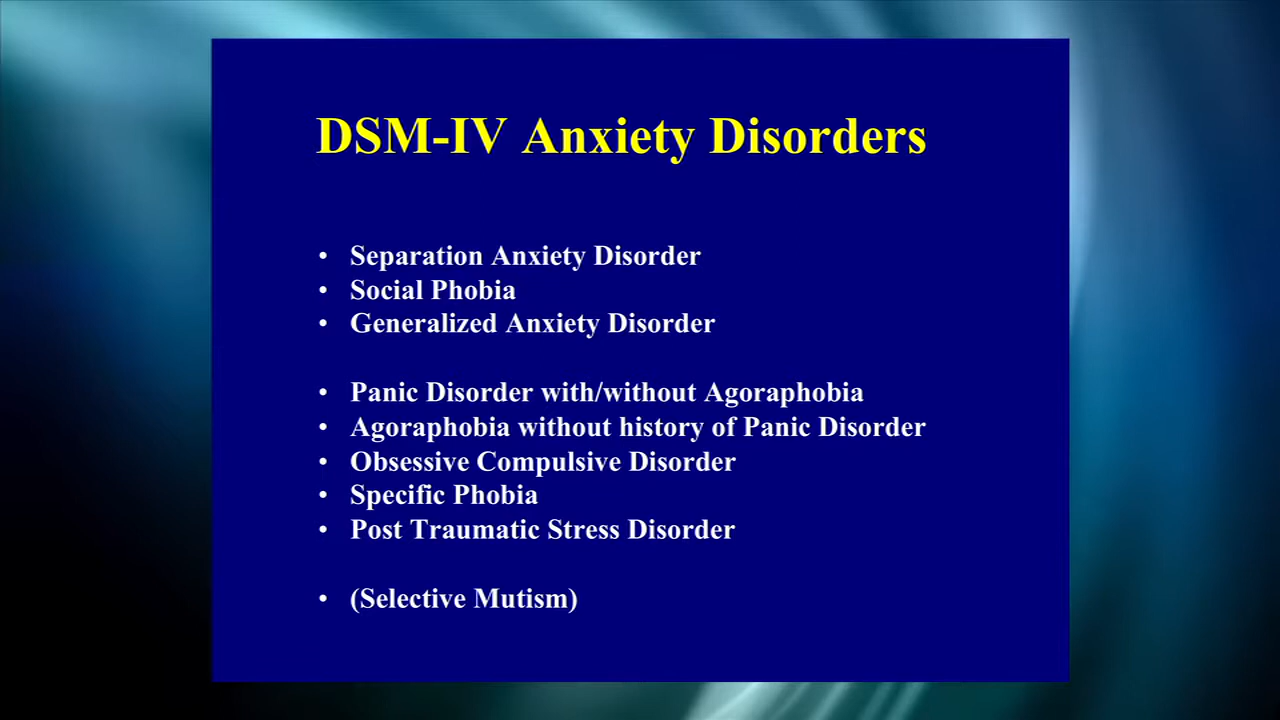 DSM-IV Anxiety Disorders
• Separation Anxiety Disorder
• Social Phobia
• Generalized Anxiety Disorder
• Panic Disorder with/without Agoraphobia
• Agoraphobia without history of Panic Disorder
• Obsessive Compulsive Disorder
• Specific Phobia
• Post Traumatic Stress Disorder
• (Selective Mutism)